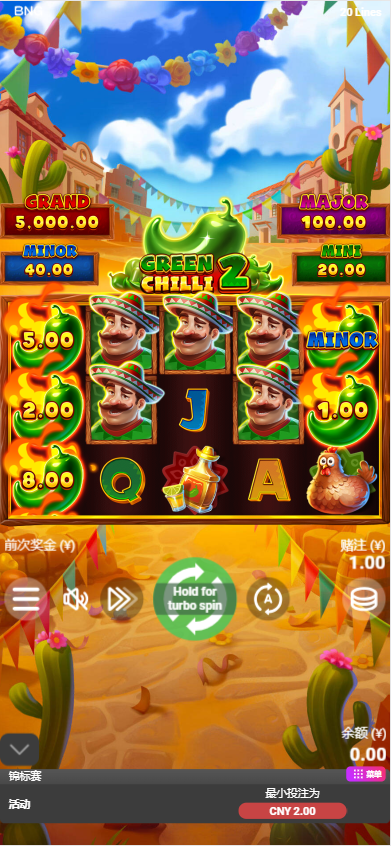 20 Lines
GRAND
5,000.00
MAJOR
100.00
MINOR
40.00
MINI
20.00
GREEN
CHILLI 2
5.00
MINOR
2.00
J
1.00
8.00
Q
A
前次奖金 (¥)
赌注 (¥)
1.00
Hold for
turbo spin
A
余额 (¥)
0.00
锦标赛
菜单
活动
最小投注为
CNY 2.00